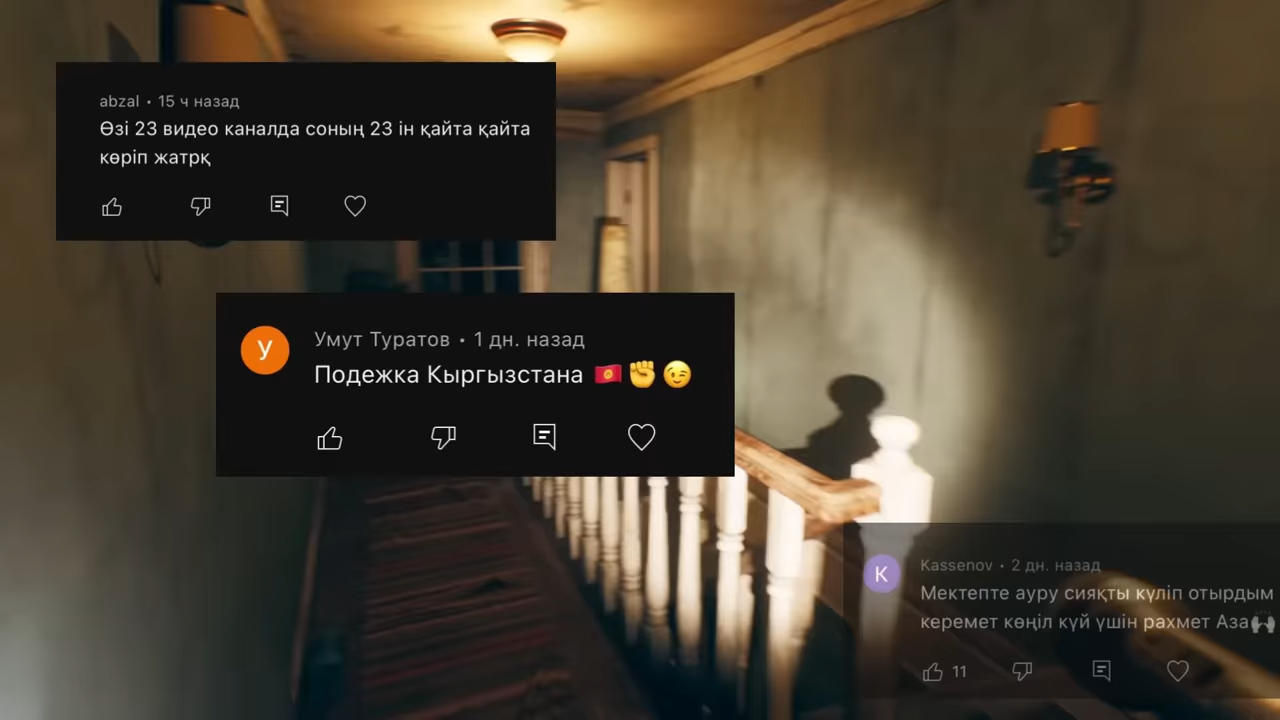 abzal • 15 ч назад
Өзі 23 видео каналда соның 23 ін қайта қайта
көріп жатрқ
У
Умут Туратов • 1 дн. назад
Подежка Кыргызстана 🇰🇬✊😉
K
Kassenov • 2 дн. назад
Мектепте ауру сияқты күліп отырдым
керемет көңіл күй үшін рахмет Аза🙌
11